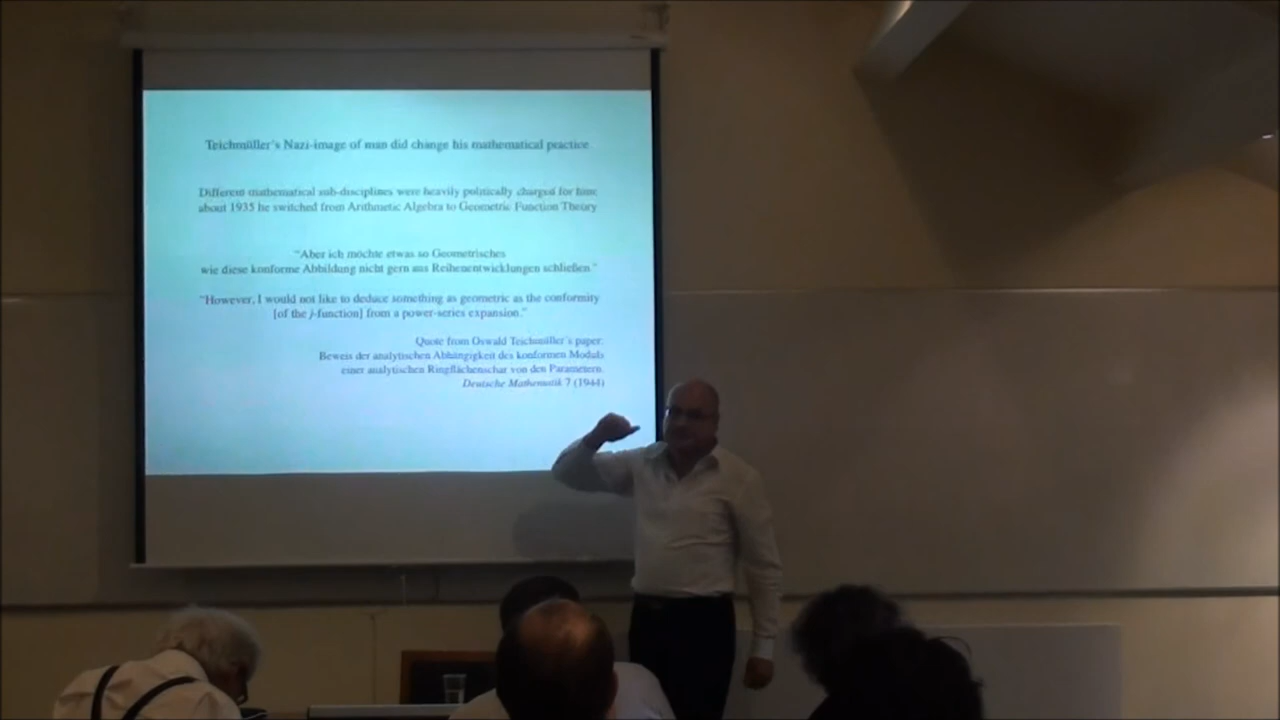 Teichmüller's Nazi-image of man did change his mathematical practice
Different mathematical sub-disciplines were heavily politically charged for him:
about 1935 he switched from Arithmetic Algebra to Geometric Function Theory
"Aber ich möchte etwas so Geometrisches
wie diese konforme Abbildung nicht gern aus Reihenentwicklungen schließen."
"However, I would not like to deduce something as geometric as the conformity
[of the j-function] from a power-series expansion."
Quote from Oswald Teichmüller's paper:
Beweis der analytischen Abhängigkeit des konformen Moduls
einer analytischen Ringflächenschar von den Parametern.
Deutsche Mathematik 7 (1944)